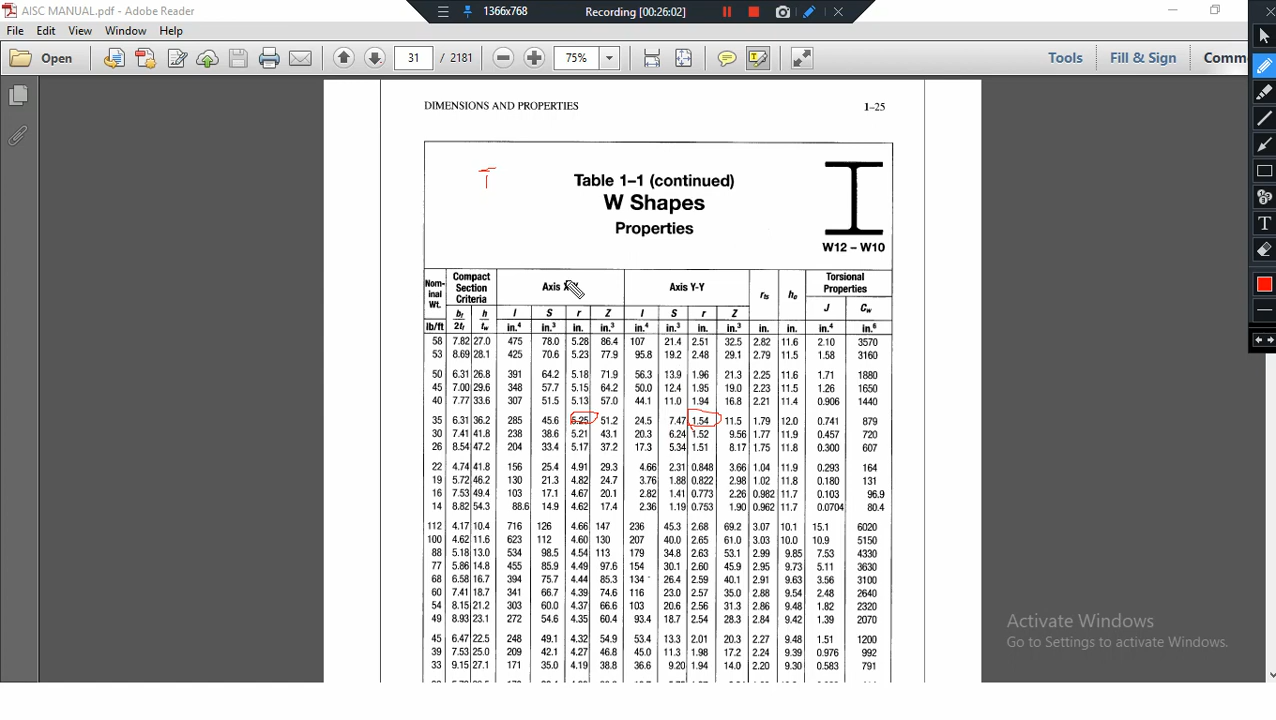 AISC MANUAL.pdf - Adobe Reader
1366x768
Recording [00:26:02]
File Edit View Window Help
Open
31 / 2181
75%
Tools
Fill & Sign
Comm
DIMENSIONS AND PROPERTIES
1–25
Table 1–1 (continued)
W Shapes
Properties
W12 – W10
Nom-inal Wt. Compact Section Criteria Axis X-X Axis Y-Y rts ho Torsional Properties
bf/2tf h/tw I S r Z I S r Z J Cw
lb/ft in.4 in.3 in. in.3 in.4 in.3 in. in.3 in. in. in.4 in.6
58 7.82 27.0 475 78.0 5.28 86.4 107 21.4 2.51 32.5 2.82 11.6 2.10 3570
53 8.69 28.1 425 70.6 5.23 77.9 95.8 19.2 2.48 29.1 2.79 11.5 1.58 3160
50 6.31 26.8 391 64.2 5.18 71.9 56.3 13.9 1.96 21.3 2.25 11.6 1.71 1880
45 7.00 29.6 348 57.7 5.15 64.2 50.0 12.4 1.95 19.0 2.23 11.5 1.26 1650
40 7.77 33.6 307 51.5 5.13 57.0 44.1 11.0 1.94 16.8 2.21 11.4 0.906 1440
35 6.31 36.2 285 45.6 5.25 51.2 24.5 7.47 1.54 11.5 1.79 12.0 0.741 879
30 7.41 41.8 238 38.6 5.21 43.1 20.3 6.24 1.52 9.56 1.77 11.9 0.457 720
26 8.54 47.2 204 33.4 5.17 37.2 17.3 5.34 1.51 8.17 1.75 11.8 0.300 607
22 4.74 41.8 156 25.4 4.91 29.3 4.66 2.31 0.848 3.66 1.04 11.9 0.293 164
19 5.72 46.2 130 21.3 4.82 24.7 3.76 1.88 0.822 2.98 1.02 11.8 0.180 131
16 7.53 49.4 103 17.1 4.67 20.1 2.82 1.41 0.773 2.26 0.982 11.7 0.103 96.9
14 8.82 54.3 88.6 14.9 4.62 17.4 2.36 1.19 0.753 1.90 0.962 11.7 0.0704 80.4
112 4.17 10.4 716 126 4.66 147 236 45.3 2.68 69.2 3.07 10.1 15.1 6020
100 4.62 11.6 623 112 4.60 130 207 40.0 2.65 61.0 3.03 10.0 10.9 5150
88 5.18 13.0 534 98.5 4.54 113 179 34.8 2.63 53.1 2.99 9.85 7.53 4330
77 5.86 14.8 455 85.9 4.49 97.6 154 30.1 2.60 45.9 2.95 9.73 5.11 3630
68 6.58 16.7 394 75.7 4.44 85.3 134 26.4 2.59 40.1 2.91 9.63 3.56 3100
60 7.41 18.7 341 66.7 4.39 74.6 116 23.0 2.57 35.0 2.88 9.54 2.48 2640
54 8.15 21.2 303 60.0 4.37 66.6 103 20.6 2.56 31.3 2.86 9.48 1.82 2320
49 8.93 23.1 272 54.6 4.35 60.4 93.4 18.7 2.54 28.3 2.84 9.42 1.39 2070
45 6.47 22.5 248 49.1 4.32 54.9 53.4 13.3 2.01 20.3 2.27 9.48 1.51 1200
39 7.53 25.0 209 42.1 4.27 46.8 45.0 11.3 1.98 17.2 2.24 9.39 0.976 992
33 9.15 27.1 171 35.0 4.19 38.8 36.6 9.20 1.94 14.0 2.20 9.30 0.583 791
Activate Windows
Go to Settings to activate Windows.